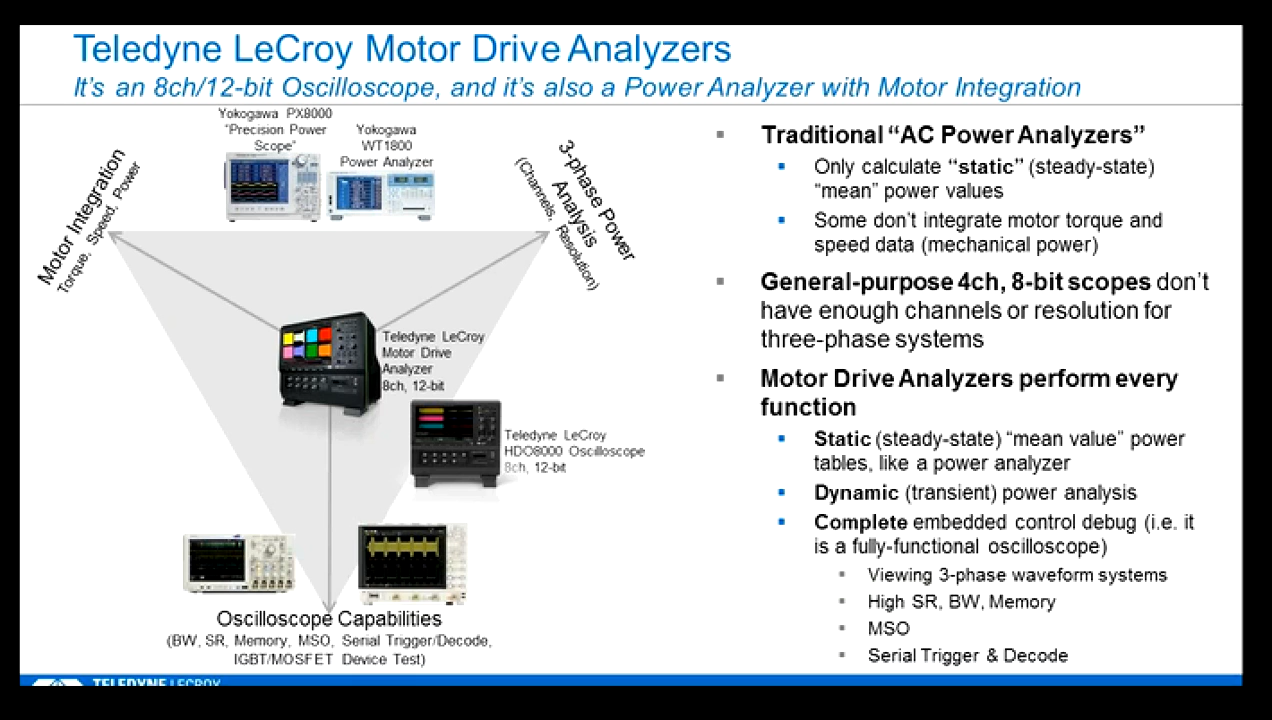 Teledyne LeCroy Motor Drive Analyzers
It's an 8ch/12-bit Oscilloscope, and it's also a Power Analyzer with Motor Integration
Yokogawa PX8000
"Precision Power
Scope"
Yokogawa
WT1800
Power Analyzer
Motor Integration
Torque, Speed, Power
3-phase Power
Analysis
(Channels, Resolution)
Teledyne LeCroy
Motor Drive
Analyzer
8ch, 12-bit
Teledyne LeCroy
HDO8000 Oscilloscope
8ch, 12-bit
Oscilloscope Capabilities
(BW, SR, Memory, MSO, Serial Trigger/Decode,
IGBT/MOSFET Device Test)
Traditional "AC Power Analyzers"
Only calculate "static" (steady-state)
"mean" power values
Some don't integrate motor torque and
speed data (mechanical power)
General-purpose 4ch, 8-bit scopes don't
have enough channels or resolution for
three-phase systems
Motor Drive Analyzers perform every
function
Static (steady-state) "mean value" power
tables, like a power analyzer
Dynamic (transient) power analysis
Complete embedded control debug (i.e. it
is a fully-functional oscilloscope)
Viewing 3-phase waveform systems
High SR, BW, Memory
MSO
Serial Trigger & Decode
TELEDYNE LECROY